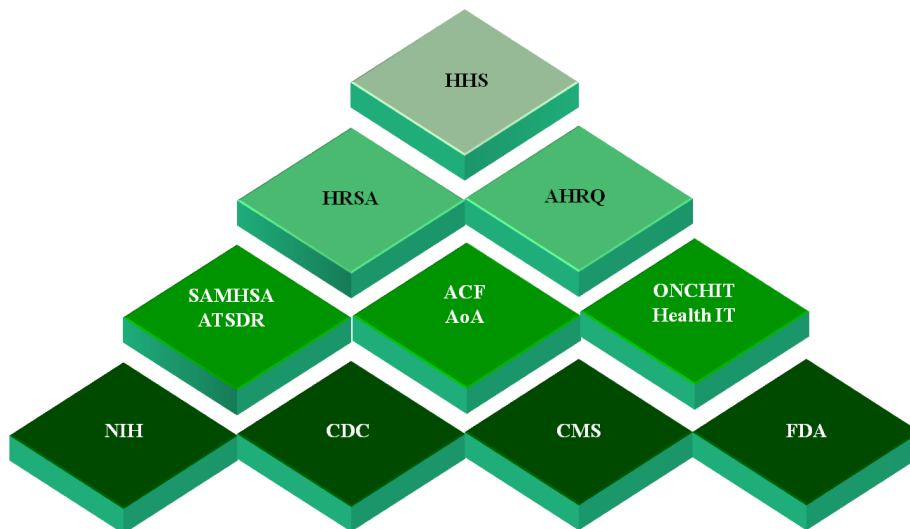 HHS
HRSA
AHRQ
SAMHSA
ATSDR
ACF
AoA
ONCHIT
Health IT
NIH
CDC
CMS
FDA